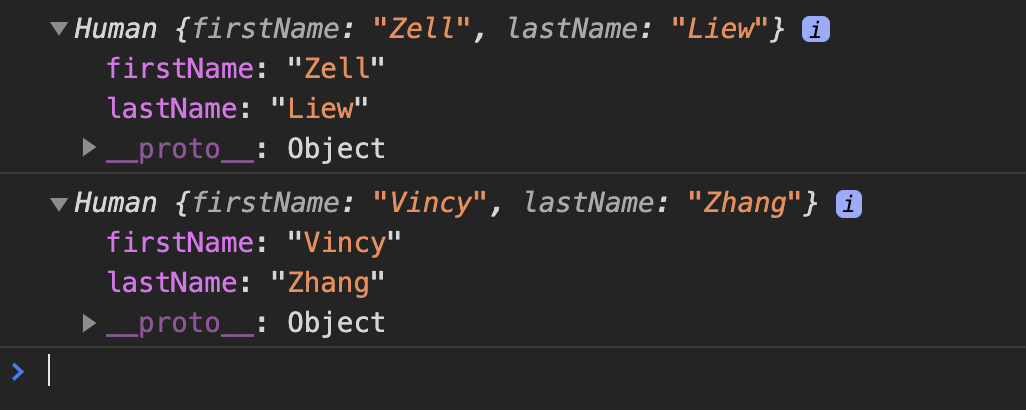 ▼Human {firstName: "Zell", lastName: "Liew"} i
firstName: "Zell"
lastName: "Liew"
▶ __proto__: Object
▼Human {firstName: "Vincy", lastName: "Zhang"} i
firstName: "Vincy"
lastName: "Zhang"
▶ __proto__: Object
>